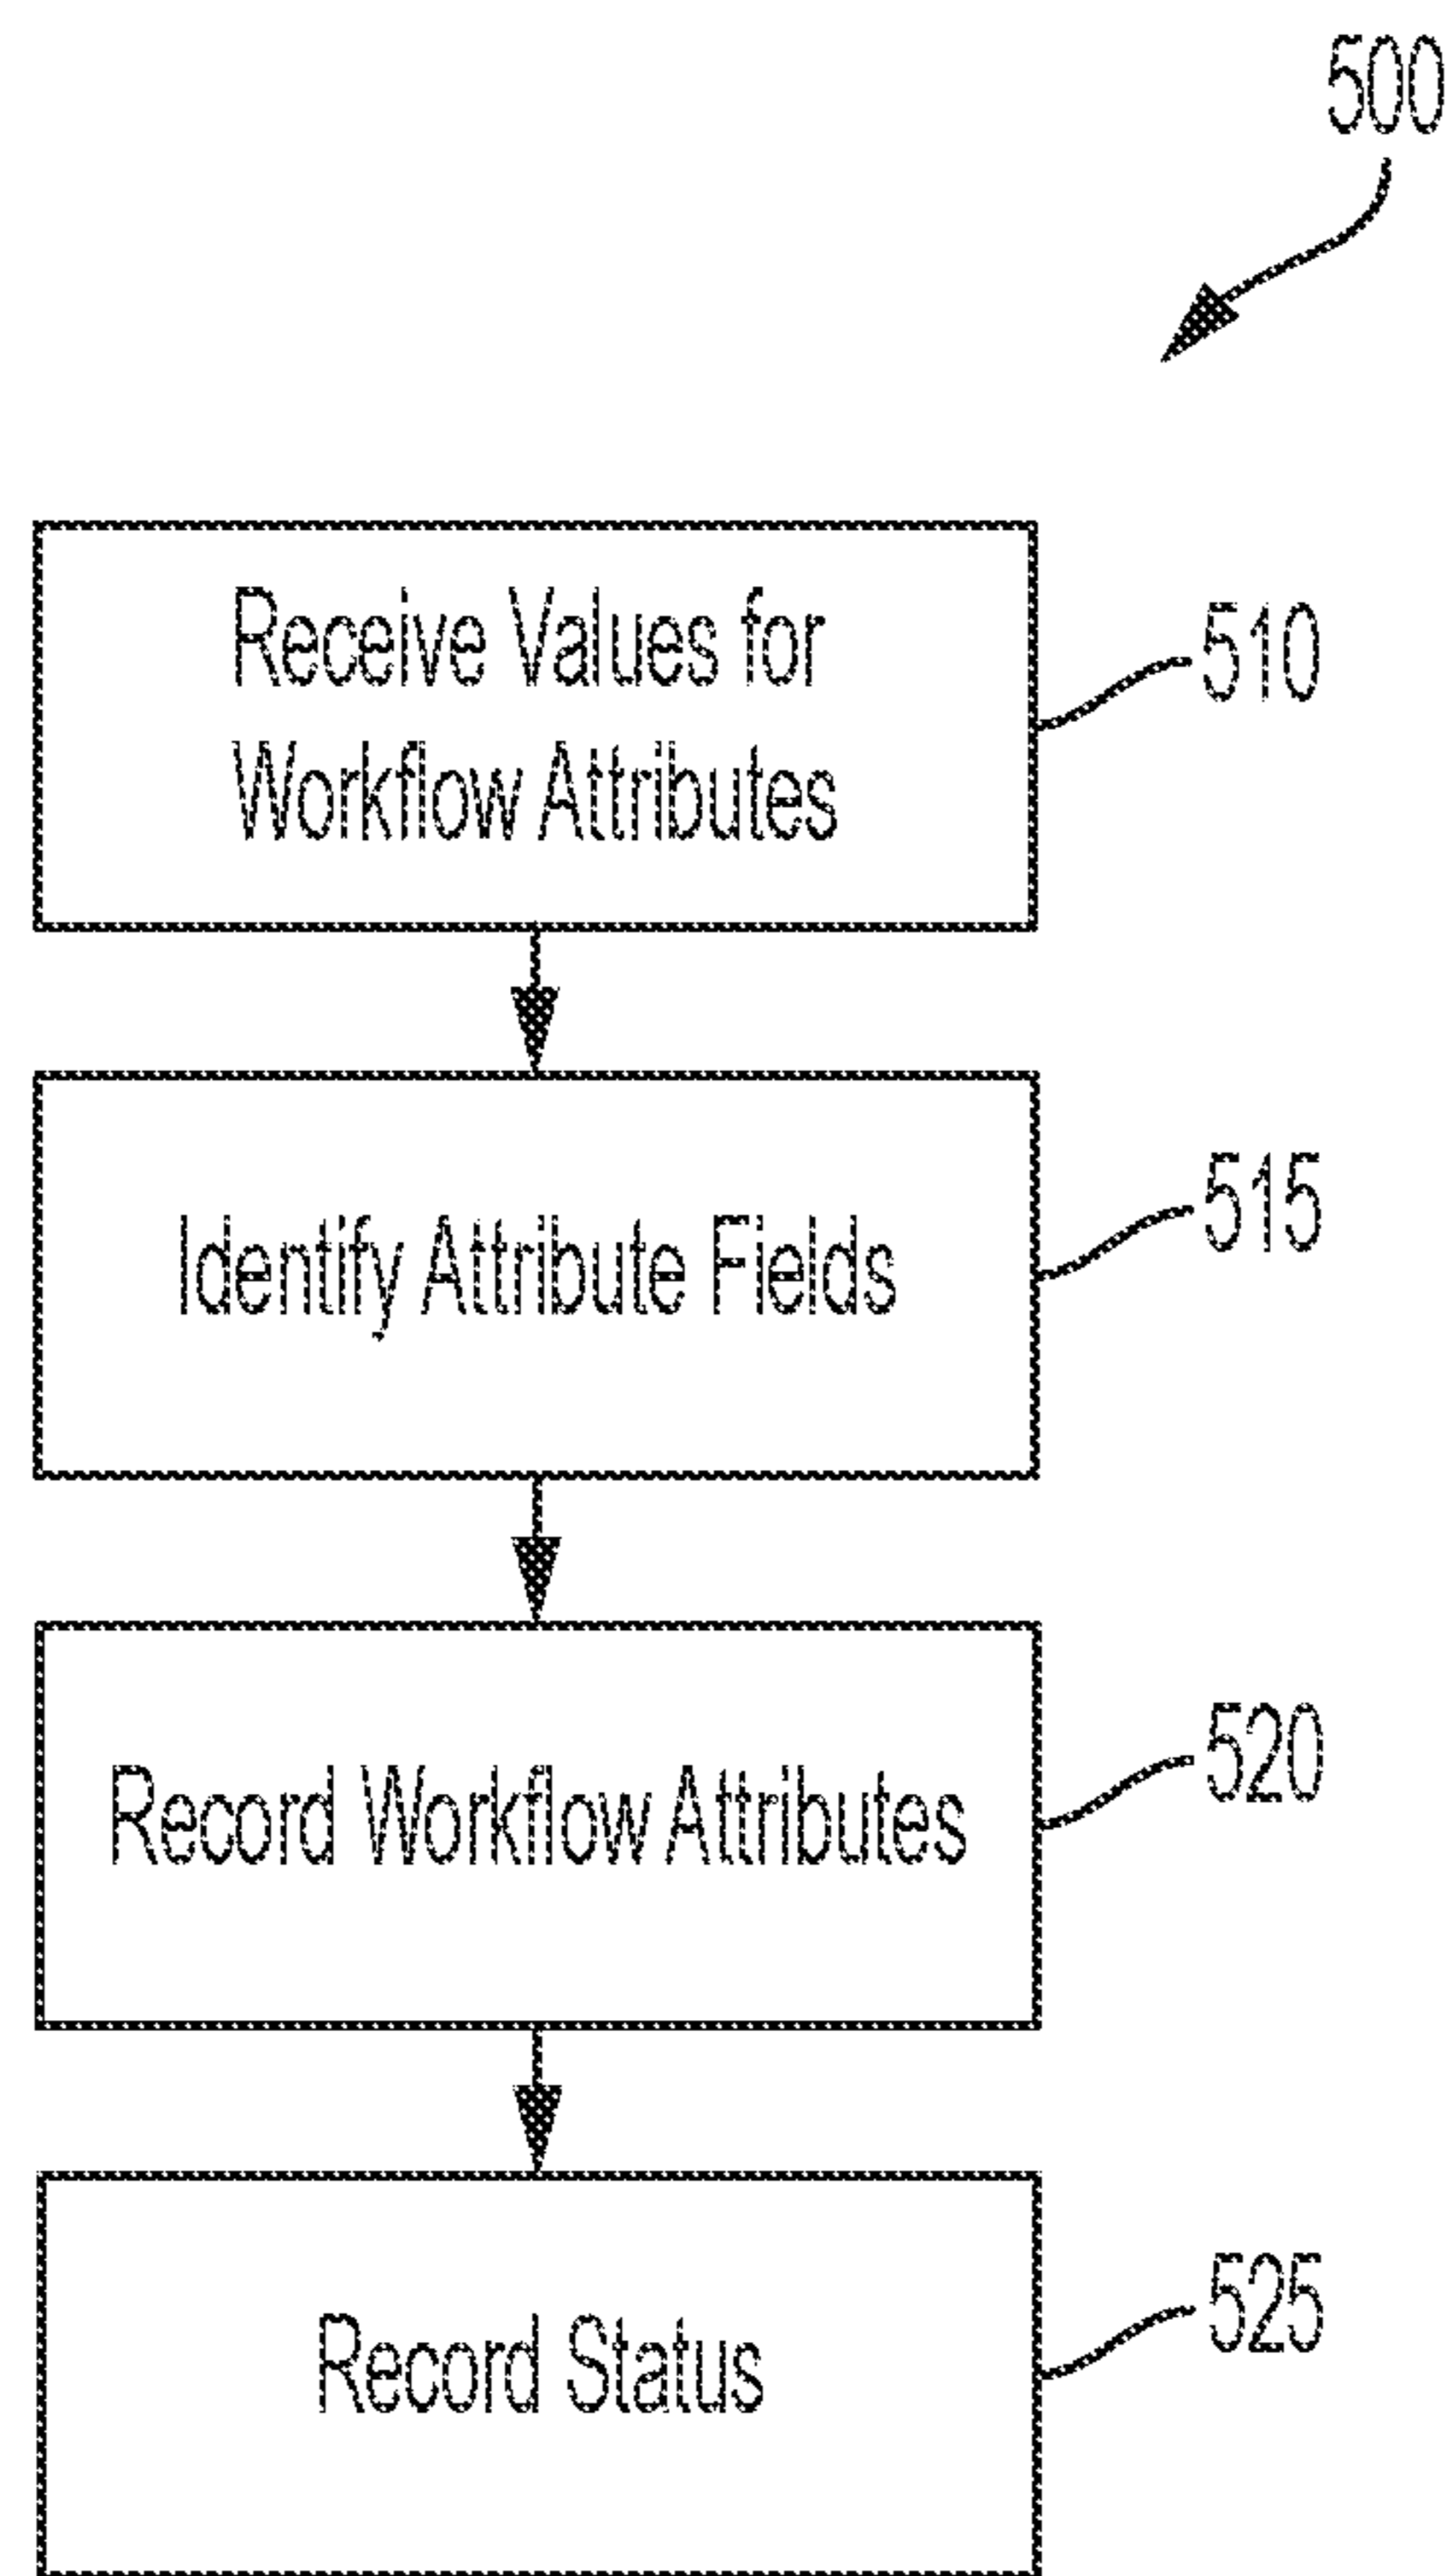 500
Receive Values for
Workflow Attributes
510
Identify Attribute Fields
515
Record Workflow Attributes
520
Record Status
525